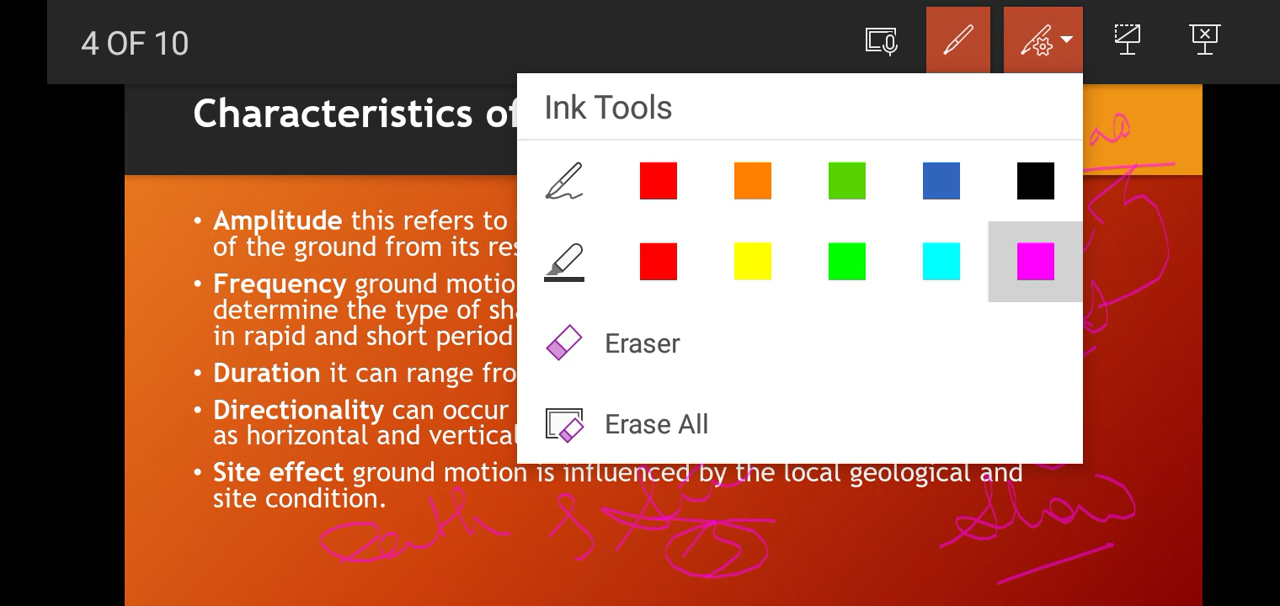 4 OF 10
Characteristics of
Ink Tools
Eraser
Erase All
• Amplitude this refers to
of the ground from its res
• Frequency ground motio
determine the type of sha
in rapid and short period
• Duration it can range fro
• Directionality can occur
as horizontal and vertical
• Site effect ground motion is influenced by the local geological and
site condition.